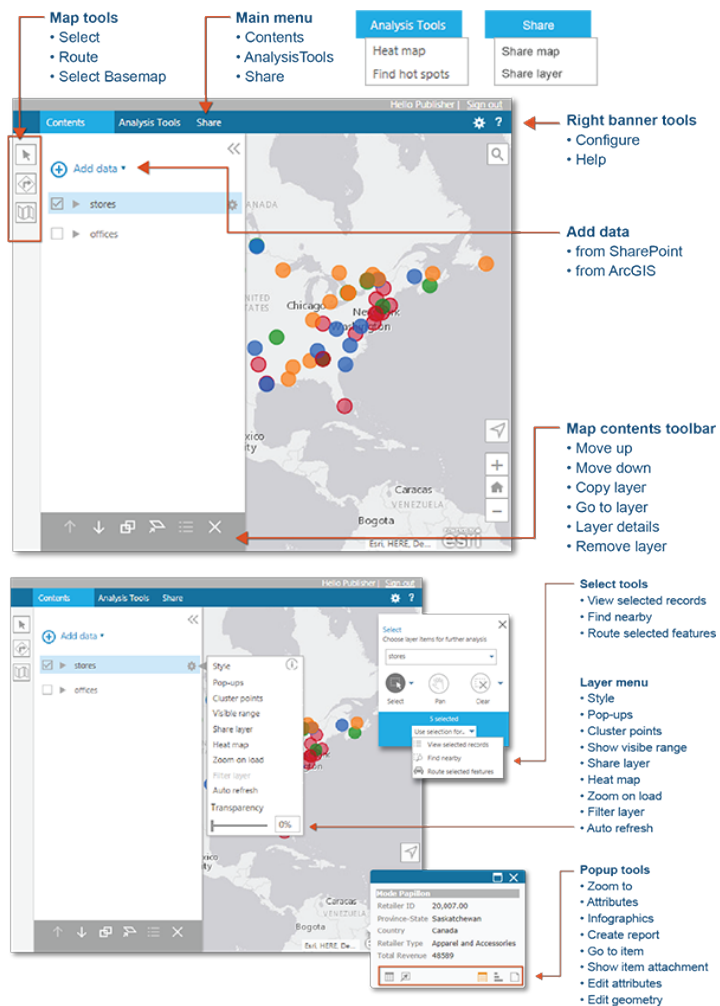 Map tools
• Select
• Route
• Select Basemap
Main menu
• Contents
• AnalysisTools
• Share
Analysis Tools
Heat map
Find hot spots
Share
Share map
Share layer
Hello Publisher | Sign out
Contents Analysis Tools Share ?
Add data
stores
offices
CANADA
UNITED
STATES
Chicago
New York
Washington
xico
ty
Caracas
VENEZUELA
Bogota
Esri, HERE, De...
esri
Right banner tools
• Configure
• Help
Add data
• from SharePoint
• from ArcGIS
Map contents toolbar
• Move up
• Move down
• Copy layer
• Go to layer
• Layer details
• Remove layer
Hello Publisher | Sign out
Contents Analysis Tools Share ?
Add data
stores
offices
Style
Pop-ups
Cluster points
Visible range
Share layer
Heat map
Zoom on load
Filter layer
Auto refresh
Transparency
0%
Select
Choose layer items for further analysis
stores
Select Pan Clear
5 selected
Use selection for...
View selected records
Find nearby
Route selected features
xico
ty
Caracas
VENEZUELA
Bogota
Esri, HERE, De...
Mode Papillon
Retailer ID 20,007.00
Province-State Saskatchewan
Country Canada
Retailer Type Apparel and Accessories
Total Revenue 48589
Select tools
• View selected records
• Find nearby
• Route selected features
Layer menu
• Style
• Pop-ups
• Cluster points
• Show visibe range
• Share layer
• Heat map
• Zoom on load
• Filter layer
• Auto refresh
Popup tools
• Zoom to
• Attributes
• Infographics
• Create report
• Go to item
• Show item attachment
• Edit attributes
• Edit geometry